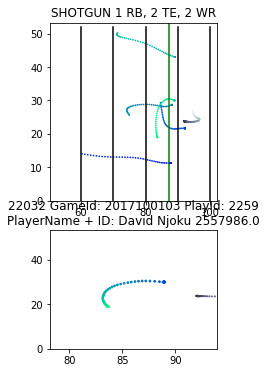 SHOTGUN 1 RB, 2 TE, 2 WR
50
40
30
20
10
0
60 80 100
22032 GameId: 2017100103 PlayId: 2259
PlayerName + ID: David Njoku 2557986.0
40
20
0
80 85 90